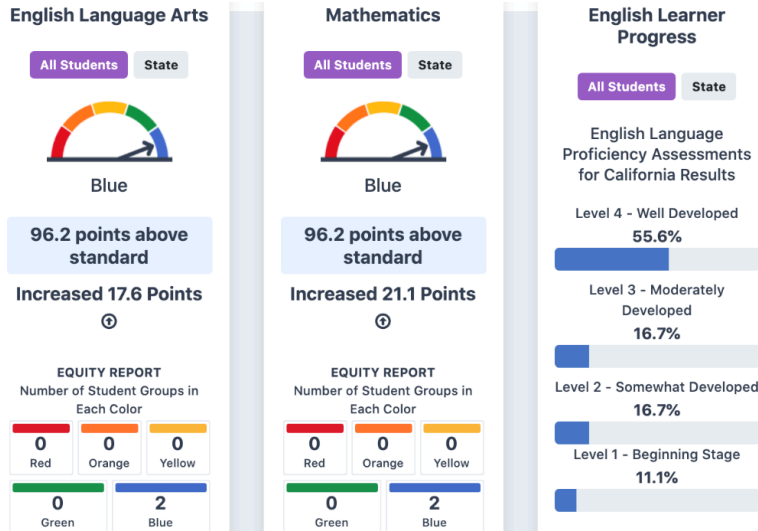 English Language Arts
All Students
State
Blue
96.2 points above
standard
Increased 17.6 Points
EQUITY REPORT
Number of Student Groups in
Each Color
0
Red
0
Orange
0
Yellow
0
Green
2
Blue
Mathematics
All Students
State
Blue
96.2 points above
standard
Increased 21.1 Points
EQUITY REPORT
Number of Student Groups in
Each Color
0
Red
0
Orange
0
Yellow
0
Green
2
Blue
English Learner
Progress
All Students
State
English Language
Proficiency Assessments
for California Results
Level 4 - Well Developed
55.6%
Level 3 - Moderately
Developed
16.7%
Level 2 - Somewhat Developed
16.7%
Level 1 - Beginning Stage
11.1%